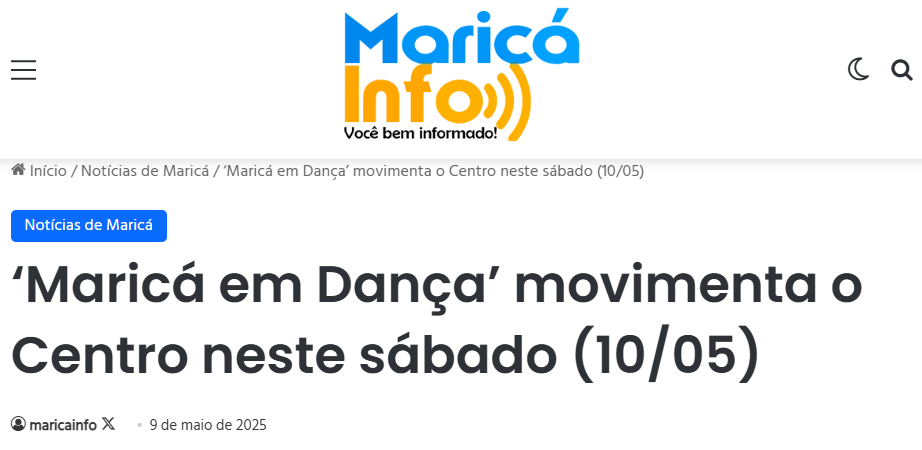 Maricá
Info
Você bem informado!
Início / Notícias de Maricá / ‘Maricá em Dança’ movimenta o Centro neste sábado (10/05)
Notícias de Maricá
‘Maricá em Dança’ movimenta o
Centro neste sábado (10/05)
maricainfo 9 de maio de 2025